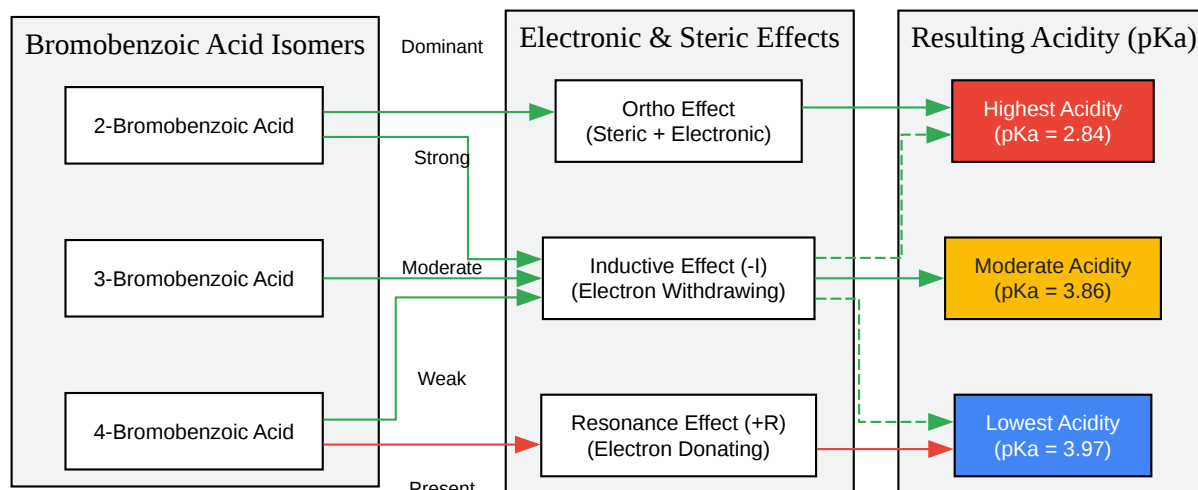 Bromobenzoic Acid Isomers
2-Bromobenzoic Acid
3-Bromobenzoic Acid
4-Bromobenzoic Acid
Dominant
Strong
Moderate
Weak
Present
Electronic & Steric Effects
Ortho Effect
(Steric + Electronic)
Inductive Effect (-I)
(Electron Withdrawing)
Resonance Effect (+R)
(Electron Donating)
Resulting Acidity (pKa)
Highest Acidity
(pKa = 2.84)
Moderate Acidity
(pKa = 3.86)
Lowest Acidity
(pKa = 3.97)